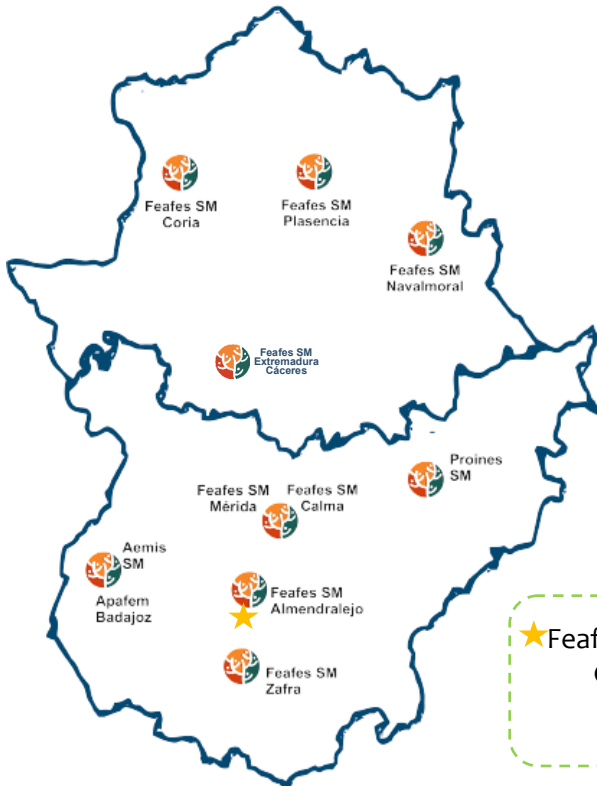 Feafes SM
Coria
Feafes SM
Plasencia
Feafes SM
Navalmoral
Feafes SM
Extremadura
Cáceres
Proines
SM
Feafes SM
Mérida
Feafes SM
Calma
Aemis
SM
Apafem
Badajoz
Feafes SM
Almendralejo
Feafes SM
Zafra